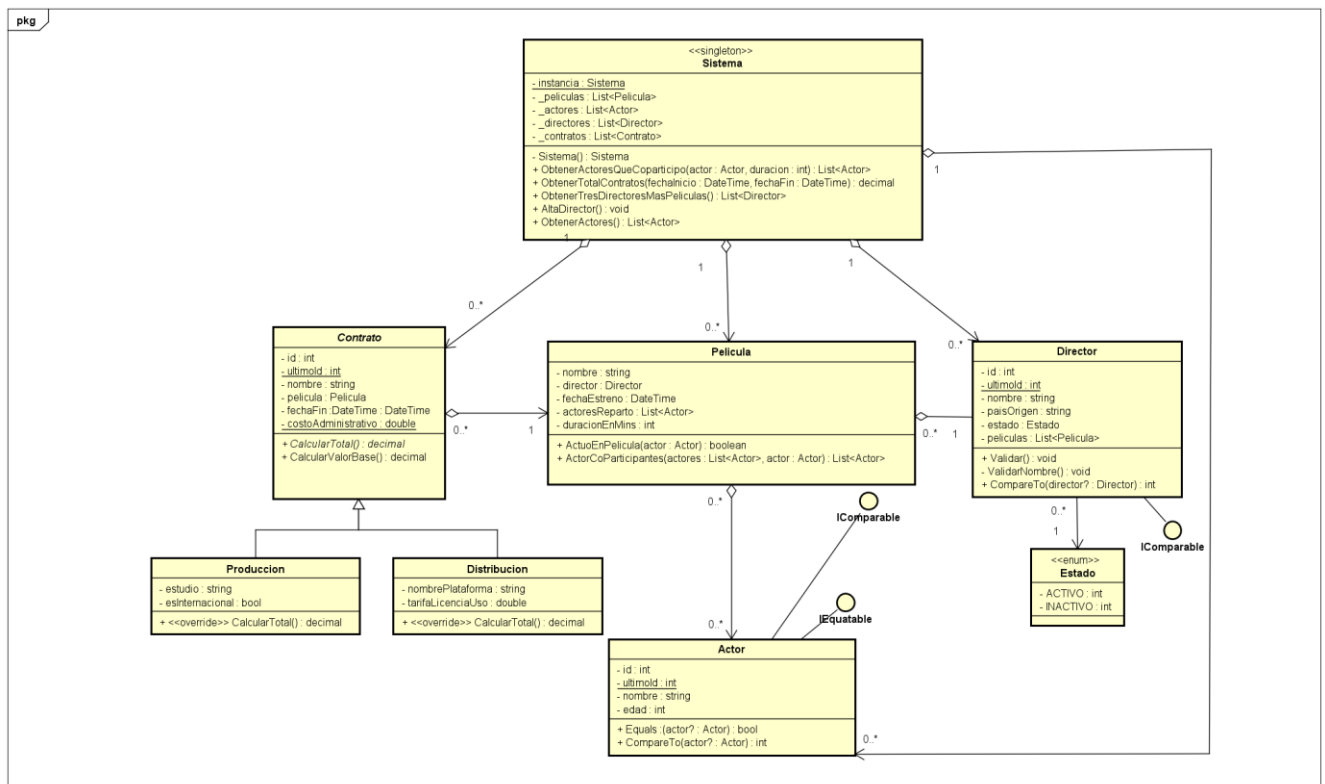 pkg
<<singleton>>
Sistema
- instancia : Sistema
- _peliculas : List<Pelicula>
- _actores : List<Actor>
- _directores : List<Director>
- _contratos : List<Contrato>
- Sistema() : Sistema
+ ObtenerActoresQueCoparticipo(actor : Actor, duracion : int) : List<Actor>
+ ObtenerTotalContratos(fechaInicio : DateTime, fechaFin : DateTime) : decimal
+ ObtenerTresDirectoresMasPeliculas() : List<Director>
+ AltaDirector() : void
+ ObtenerActores() : List<Actor>
1
1
1
1
0..*
0..*
0..*
Contrato
- id : int
- ultimoId : int
- nombre : string
- pelicula : Pelicula
- fechaFin :DateTime : DateTime
- costoAdministrativo : double
+ CalcularTotal() : decimal
+ CalcularValorBase() : decimal
0..*
1
Pelicula
- nombre : string
- director : Director
- fechaEstreno : DateTime
- actoresReparto : List<Actor>
- duracionEnMins : int
+ ActuoEnPelicula(actor : Actor) : boolean
+ ActorCoParticipantes(actores : List<Actor>, actor : Actor) : List<Actor>
0..*
1
Director
- id : int
- ultimoId : int
- nombre : string
- paisOrigen : string
- estado : Estado
- peliculas : List<Pelicula>
+ Validar() : void
- ValidarNombre() : void
+ CompareTo(director? : Director) : int
0..*
IComparable
0..*
1
IComparable
Produccion
- estudio : string
- esInternacional : bool
+ <<override>> CalcularTotal() : decimal
Distribucion
- nombrePlataforma : string
- tarifaLicenciaUso : double
+ <<override>> CalcularTotal() : decimal
<<enum>>
Estado
- ACTIVO : int
- INACTIVO : int
IEquatable
0..*
Actor
- id : int
- ultimoId : int
- nombre : string
- edad : int
+ Equals :(actor? : Actor) : bool
+ CompareTo(actor? : Actor) : int
0..*